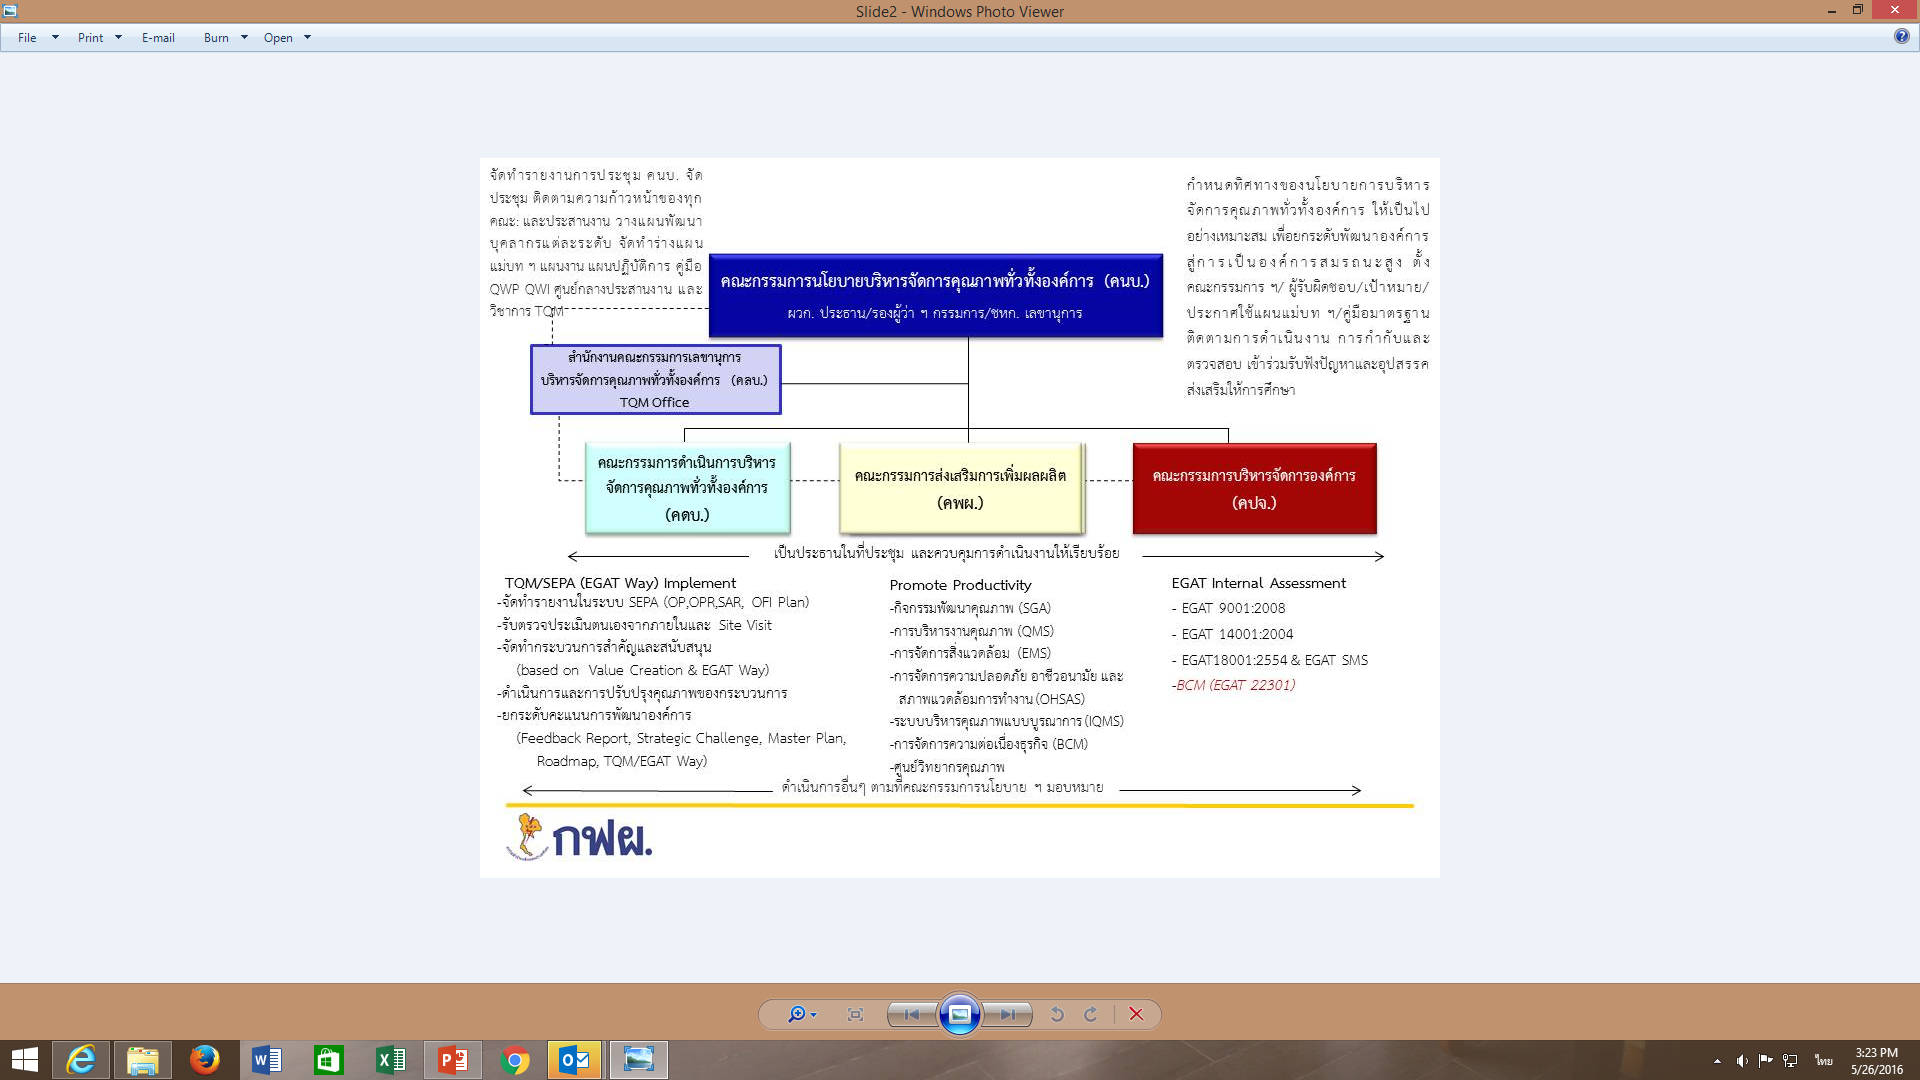 Slide2 - Windows Photo Viewer
File Print E-mail Burn Open
จัดทำรายงานการประชุม คนบ. จัด
ประชุม ติดตามความก้าวหน้าของทุก
คณะ: และประสานงาน วางแผนพัฒนา
บุคลากรแต่ละระดับ จัดทำร่างแผน
แม่บท ฯ แผนงาน แผนปฏิบัติการ คู่มือ
QWP QWI ศูนย์กลางประสานงาน และ
วิชาการ TQM
กำหนดทิศทางของนโยบายการบริหาร
จัดการคุณภาพทั่วทั้งองค์การ ให้เป็นไป
อย่างเหมาะสม เพื่อยกระดับพัฒนาองค์การ
สู่การเป็นองค์การสมรถนะสูง ตั้ง
คณะกรรมการ ฯ/ ผู้รับผิดชอบ/เป้าหมาย/
ประกาศใช้แผนแม่บท ฯ/คู่มือมาตรฐาน
ติดตามการดำเนินงาน การกำกับและ
ตรวจสอบ เข้าร่วมรับฟังปัญหาและอุปสรรค
ส่งเสริมให้การศึกษา
คณะกรรมการนโยบายบริหารจัดการคุณภาพทั่วทั้งองค์การ (คนบ.)
ผวก. ประธาน/รองผู้ว่า ฯ กรรมการ/ชหก. เลขานุการ
สำนักงานคณะกรรมการเลขานุการ
บริหารจัดการคุณภาพทั่วทั้งองค์การ (คลบ.)
TQM Office
คณะกรรมการดำเนินการบริหาร
จัดการคุณภาพทั่วทั้งองค์การ
(คดบ.)
คณะกรรมการส่งเสริมการเพิ่มผลผลิต
(คพผ.)
คณะกรรมการบริหารจัดการองค์การ
(คปจ.)
เป็นประธานในที่ประชุม และควบคุมการดำเนินงานให้เรียบร้อย
TQM/SEPA (EGAT Way) Implement
-จัดทำรายงานในระบบ SEPA (OP,OPR,SAR, OFI Plan)
-รับตรวจประเมินตนเองจากภายในและ Site Visit
-จัดทำกระบวนการสำคัญและสนับสนุน
(based on Value Creation & EGAT Way)
-ดำเนินการและการปรับปรุงคุณภาพของกระบวนการ
-ยกระดับคะแนนการพัฒนาองค์การ
(Feedback Report, Strategic Challenge, Master Plan,
Roadmap, TQM/EGAT Way)
Promote Productivity
-กิจกรรมพัฒนาคุณภาพ (SGA)
-การบริหารงานคุณภาพ (QMS)
-การจัดการสิ่งแวดล้อม (EMS)
-การจัดการความปลอดภัย อาชีวอนามัย และ
สภาพแวดล้อมการทำงาน (OHSAS)
-ระบบบริหารคุณภาพแบบบูรณาการ (IQMS)
-การจัดการความต่อเนื่องธุรกิจ (BCM)
-ศูนย์วิทยากรคุณภาพ
EGAT Internal Assessment
- EGAT 9001:2008
- EGAT 14001:2004
- EGAT18001:2554 & EGAT SMS
-BCM (EGAT 22301)
ดำเนินการอื่นๆ ตามที่คณะกรรมการนโยบาย ฯ มอบหมาย
กฟผ.
ไทย
3:23 PM
5/26/2016